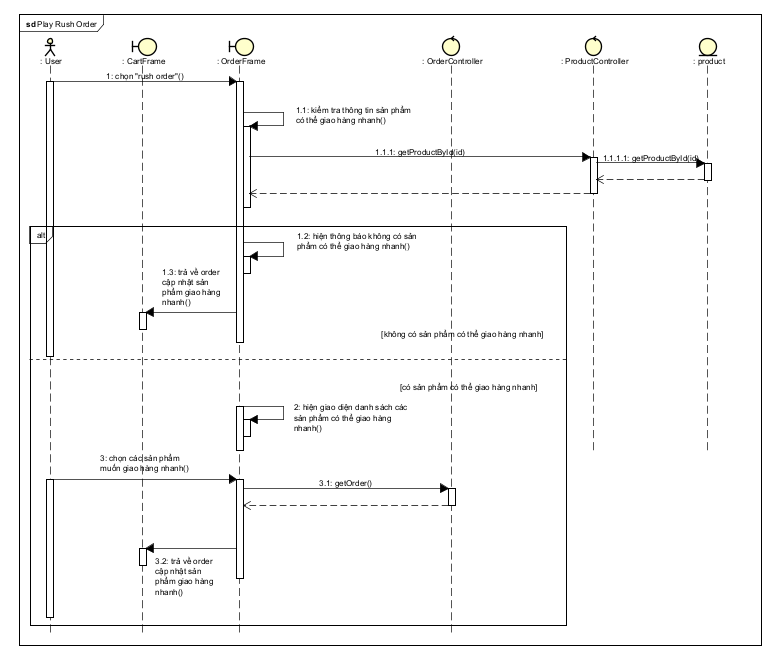 sd Play Rush Order
: User
: CartFrame
: OrderFrame
: OrderController
: ProductController
: product
1: chọn "rush order"()
1.1: kiểm tra thông tin sản phẩm
có thể giao hàng nhanh()
1.1.1: getProductById(id)
1.1.1.1: getProductById(id)
alt
1.2: hiện thông báo không có sản
phẩm có thể giao hàng nhanh()
1.3: trả về order
cập nhật sản
phẩm giao hàng
nhanh()
[không có sản phẩm có thể giao hàng nhanh]
[có sản phẩm có thể giao hàng nhanh]
2: hiện giao diện danh sách các
sản phẩm có thể giao hàng
nhanh()
3: chọn các sản phẩm
muốn giao hàng nhanh()
3.1: getOrder()
3.2: trả về order
cập nhật sản
phẩm giao hàng
nhanh()